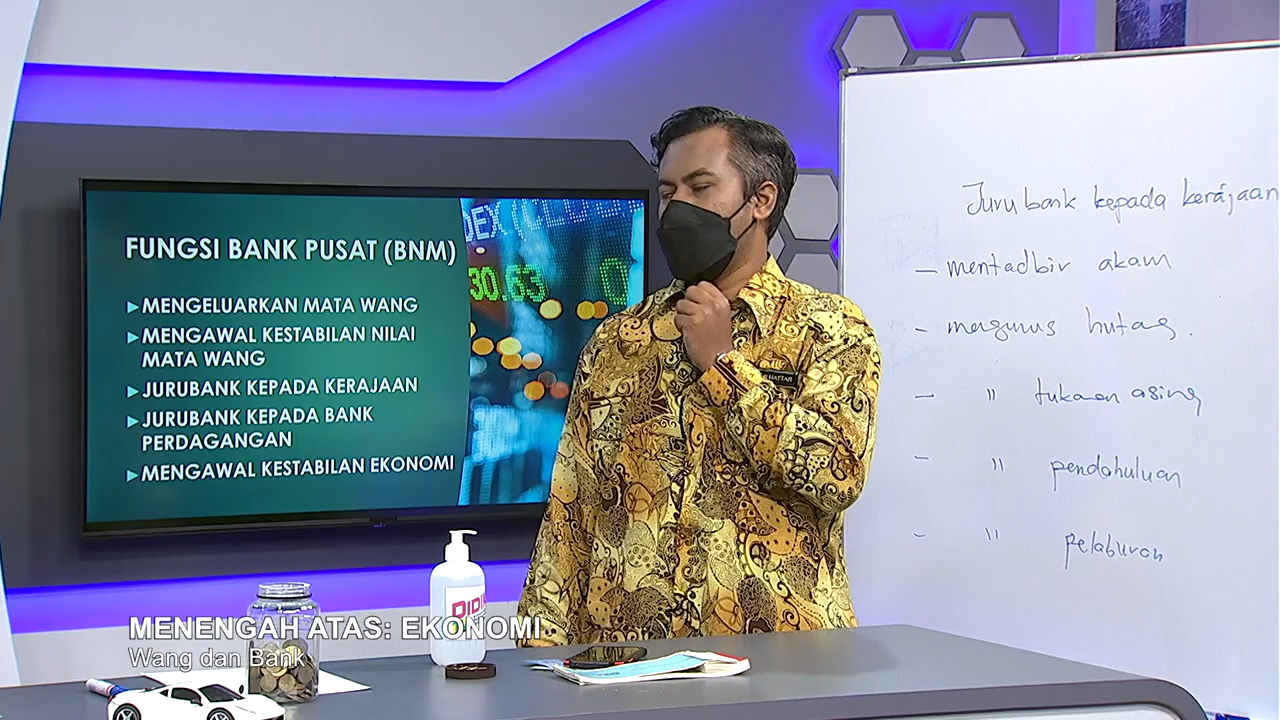 FUNGSI BANK PUSAT (BNM)
▸MENGELUARKAN MATA WANG
▸MENGAWAL KESTABILAN NILAI
MATA WANG
▸JURUBANK KEPADA KERAJAAN
▸JURUBANK KEPADA BANK
PERDAGANGAN
▸MENGAWAL KESTABILAN EKONOMI
30.63
Jurubank kepada kerajaan
- mentadbir akaun
- mengurus hutang.
- " tukaran asing
- " pendahuluan
- " pelaburan
DIDIK
MENENGAH ATAS: EKONOMI
Wang dan Bank